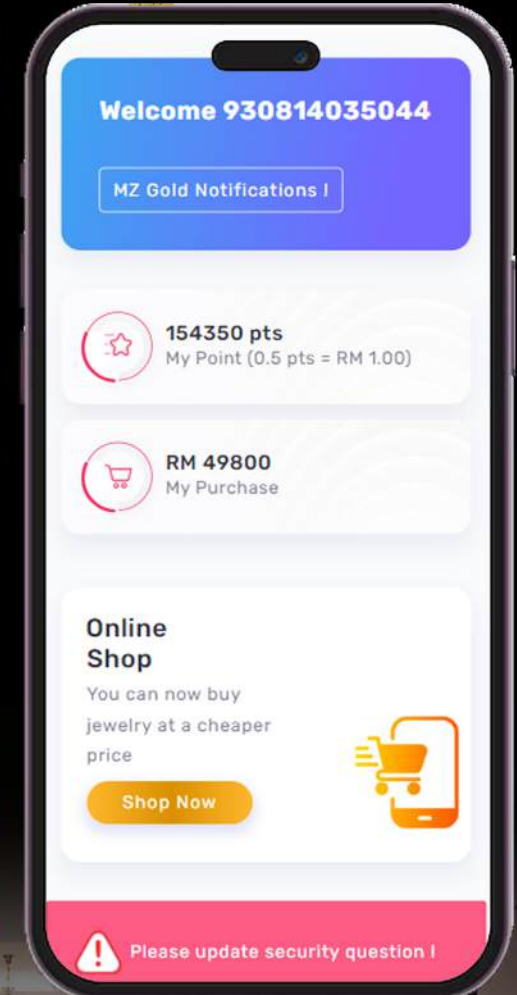 Welcome 930814035044
MZ Gold Notifications !
154350 pts
My Point (0.5 pts = RM 1.00)
RM 49800
My Purchase
Online
Shop
You can now buy
jewelry at a cheaper
price
Shop Now
Please update security question !